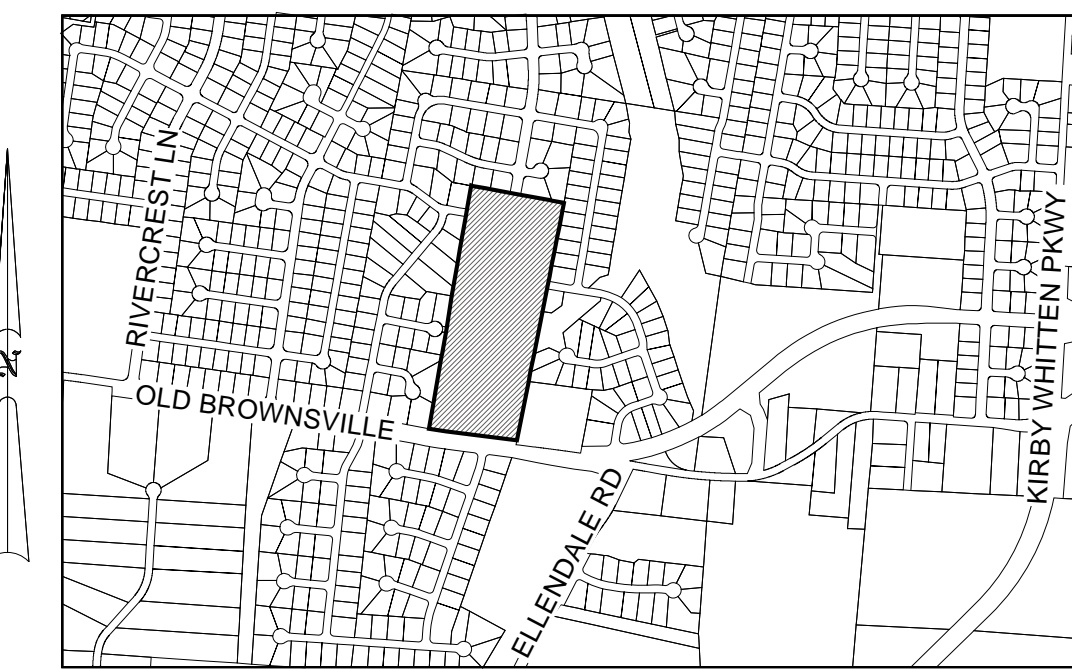 RIVERCREST LN
OLD BROWNSVILLE
ELLENDALE RD
KIRBY WHITTEN PKWY
N